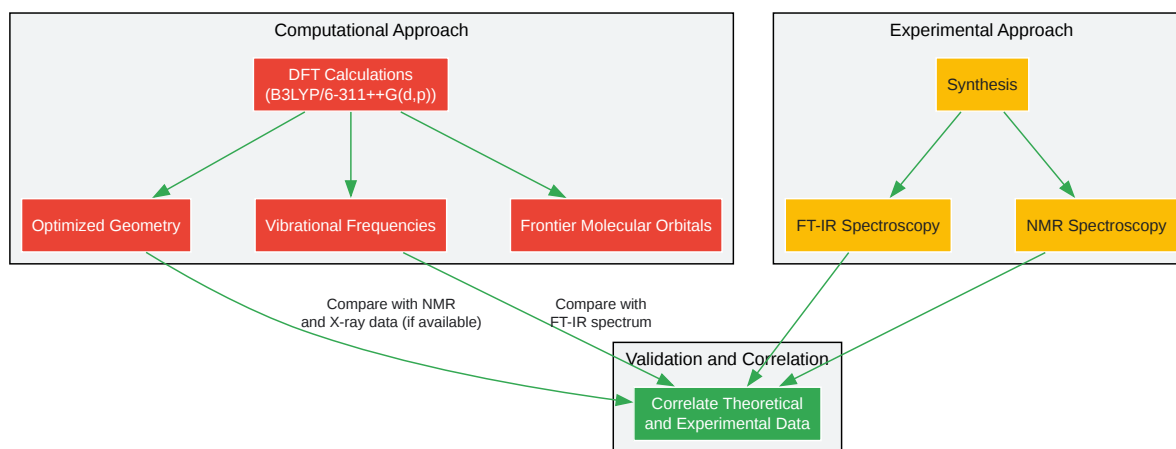 Computational Approach
DFT Calculations
(B3LYP/6-311++G(d,p))
Optimized Geometry
Vibrational Frequencies
Frontier Molecular Orbitals
Experimental Approach
Synthesis
FT-IR Spectroscopy
NMR Spectroscopy
Compare with NMR
and X-ray data (if available)
Compare with
FT-IR spectrum
Validation and Correlation
Correlate Theoretical
and Experimental Data